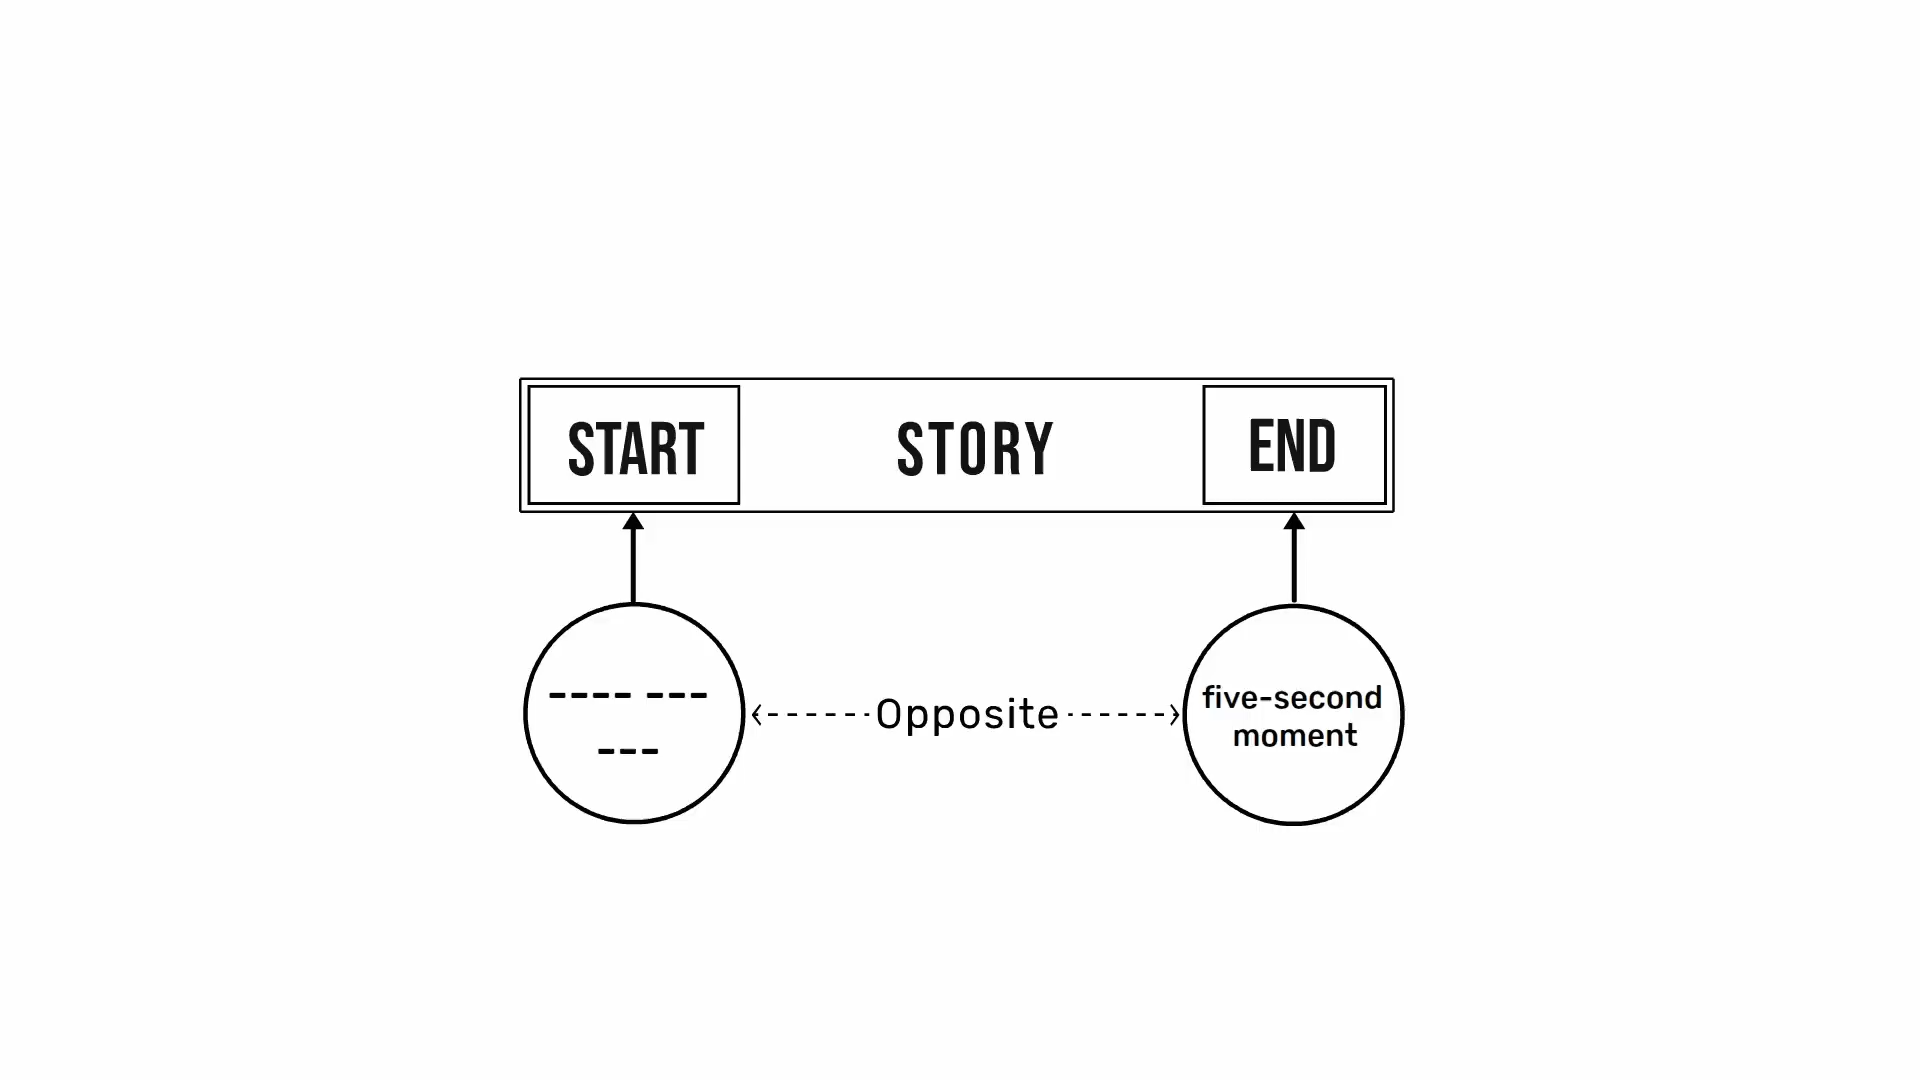 START STORY END
---- ---
---
Opposite
five-second
moment